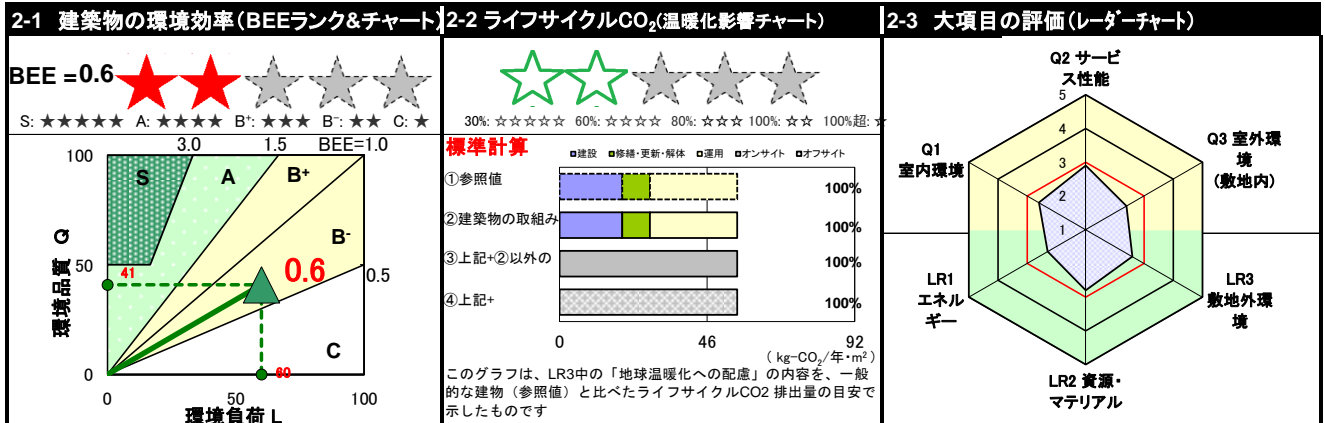 2-1 建築物の環境効率(BEEランク&チャート)
BEE = 0.6
S: ★★★★★ A: ★★★★ B+: ★★★ B-: ★★ C: ★
3.0 1.5 BEE=1.0
100
S
A
B+
B-
50
41
0.6
0.5
環境品質 Q
C
60
0
0 50 100
環境負荷 L
2-2 ライフサイクルCO2(温暖化影響チャート)
30%: ☆☆☆☆☆ 60%: ☆☆☆☆ 80%: ☆☆☆ 100%: ☆☆ 100%超: ☆
標準計算
建設 修繕・更新・解体 運用 オンサイト オフサイト
①参照値 100%
②建築物の取組み 100%
③上記+②以外の 100%
④上記+ 100%
0 46 92
( kg-CO2/年・m2 )
このグラフは、LR3中の「地球温暖化への配慮」の内容を、一般
的な建物(参照値)と比べたライフサイクルCO2 排出量の目安で
示したものです
2-3 大項目の評価(レーダーチャート)
Q2 サービ
ス性能
5
4
3
2
1
Q1
室内環境
Q3 室外環
境
(敷地内)
LR1
エネル
ギー
LR3
敷地外環
境
LR2 資源・
マテリアル